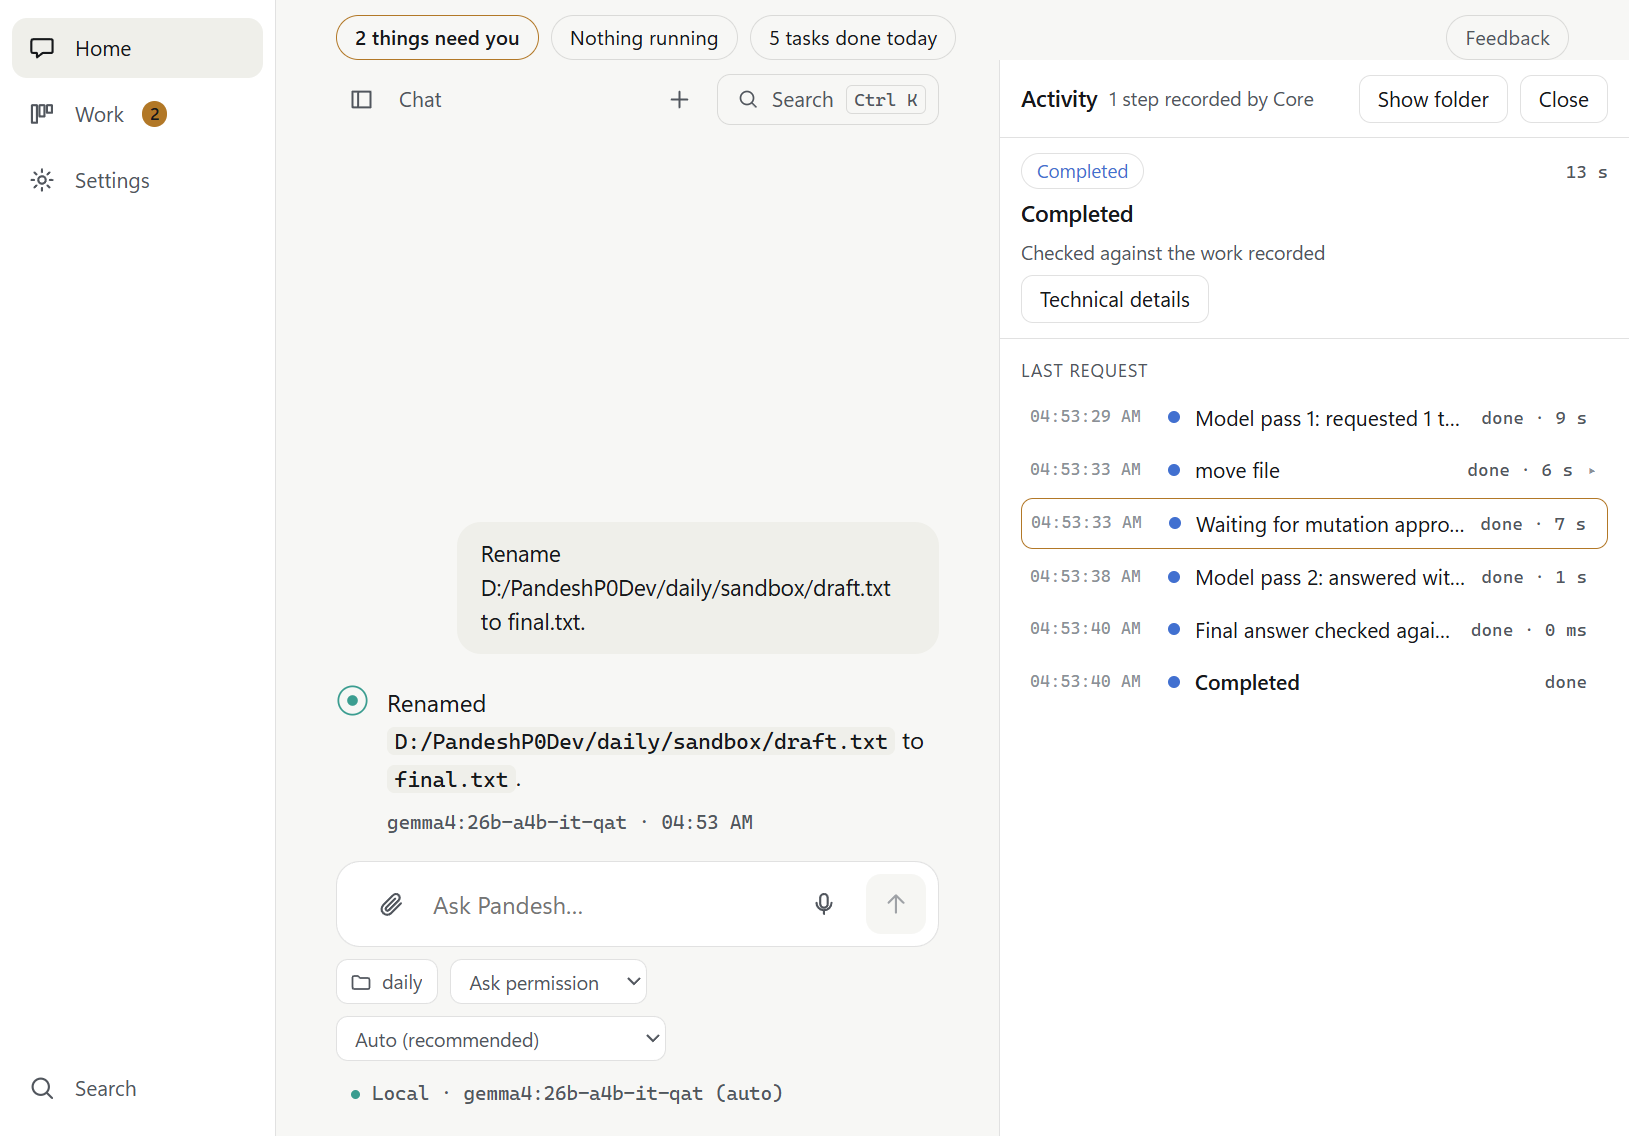 Home
Work 2
Settings
Search
2 things need you
Nothing running
5 tasks done today
Feedback
Chat
Search Ctrl K
Rename
D:/PandeshP0Dev/daily/sandbox/draft.txt
to final.txt.
Renamed
D:/PandeshP0Dev/daily/sandbox/draft.txt to
final.txt.
gemma4:26b-a4b-it-qat · 04:53 AM
Ask Pandesh...
daily
Ask permission
Auto (recommended)
Local · gemma4:26b-a4b-it-qat (auto)
Activity 1 step recorded by Core
Show folder
Close
Completed 13 s
Completed
Checked against the work recorded
Technical details
LAST REQUEST
04:53:29 AM Model pass 1: requested 1 t... done · 9 s
04:53:33 AM move file done · 6 s
04:53:33 AM Waiting for mutation appro... done · 7 s
04:53:38 AM Model pass 2: answered wit... done · 1 s
04:53:40 AM Final answer checked agai... done · 0 ms
04:53:40 AM Completed done